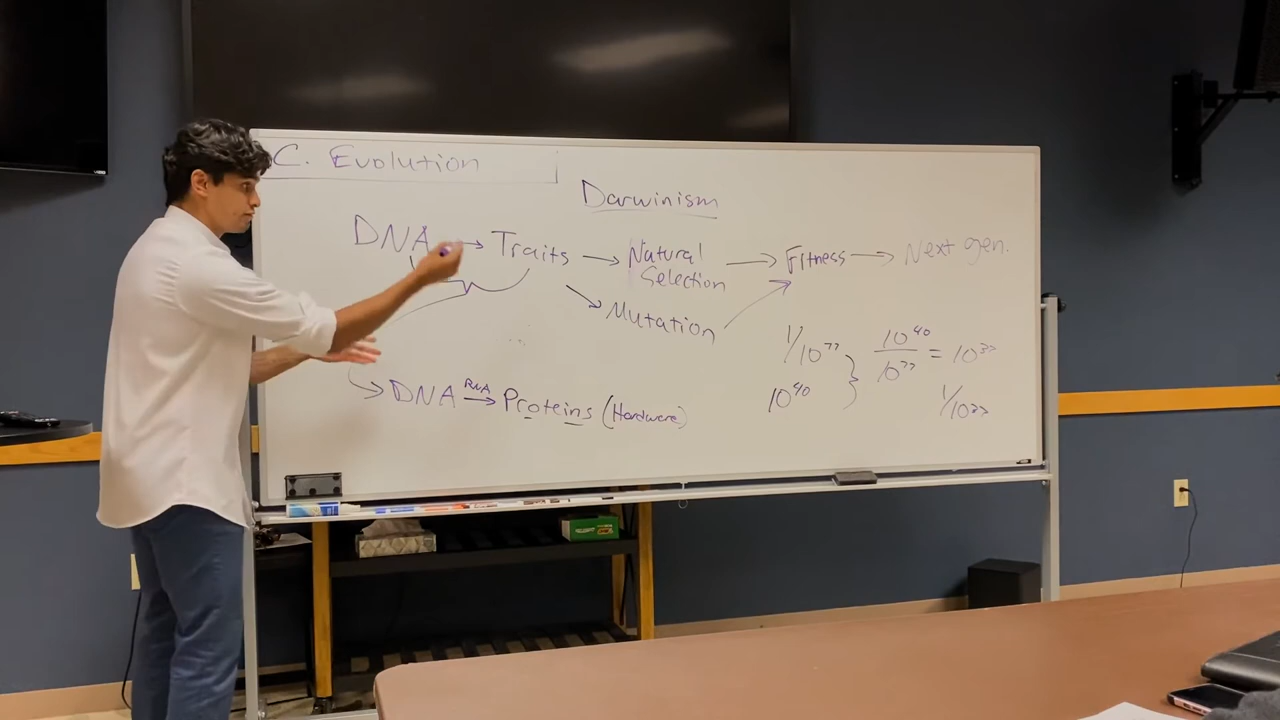 C. Evolution
Darwinism
DNA → Traits → Natural Selection → Fitness → Next gen.
Mutation
DNA RNA → Proteins (Hardware)
1/10⁷⁷
10⁴⁰
10⁴⁰/10⁷⁷ = 10³⁷
1/10³⁷